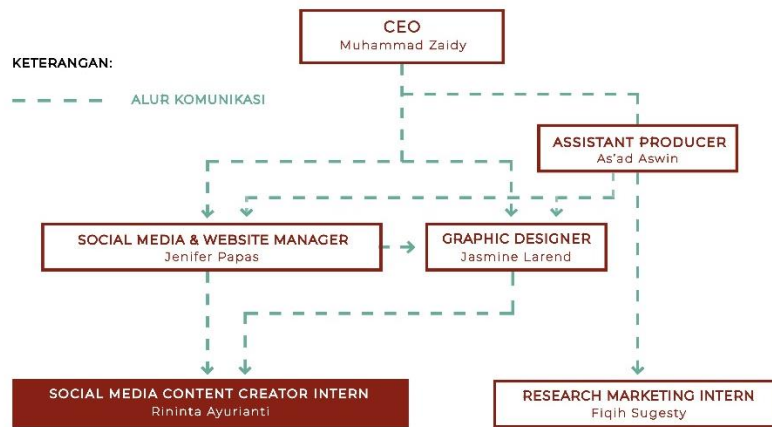 CEO
Muhammad Zaidy
KETERANGAN:
ALUR KOMUNIKASI
ASSISTANT PRODUCER
As'ad Aswin
SOCIAL MEDIA & WEBSITE MANAGER
Jenifer Papas
GRAPHIC DESIGNER
Jasmine Larend
SOCIAL MEDIA CONTENT CREATOR INTERN
Rininta Ayurianti
RESEARCH MARKETING INTERN
Fiqih Sugesty